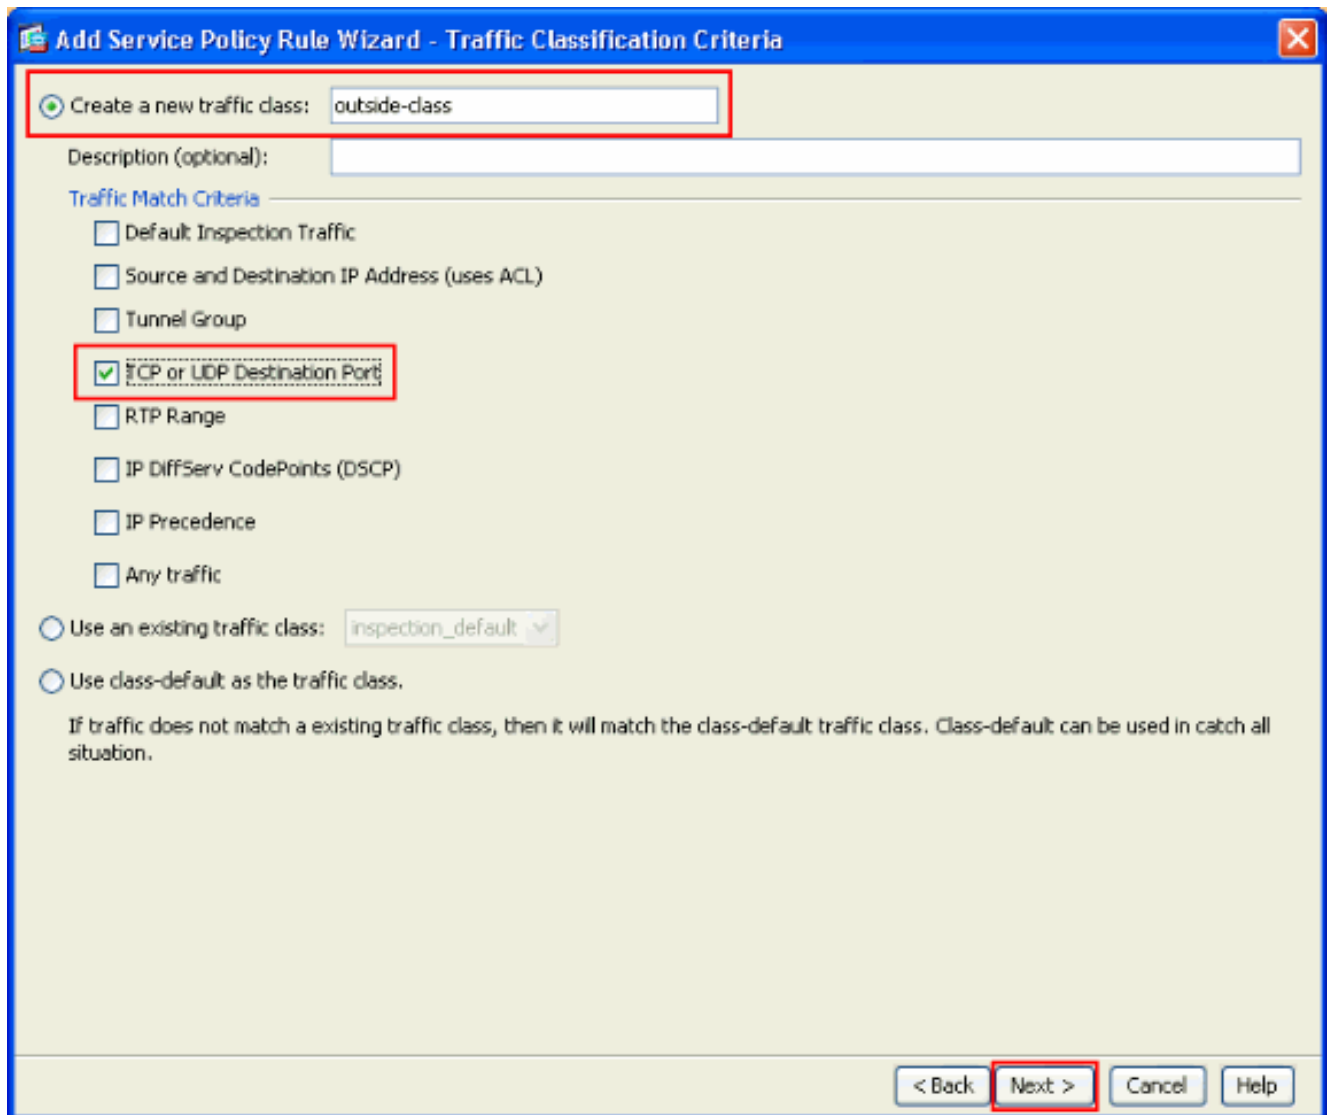 Add Service Policy Rule Wizard - Traffic Classification Criteria
Create a new traffic class: outside-class
Description (optional):
Traffic Match Criteria
Default Inspection Traffic
Source and Destination IP Address (uses ACL)
Tunnel Group
TCP or UDP Destination Port
RTP Range
IP DiffServ CodePoints (DSCP)
IP Precedence
Any traffic
Use an existing traffic class: inspection_default
Use class-default as the traffic class.
If traffic does not match a existing traffic class, then it will match the class-default traffic class. Class-default can be used in catch all
situation.
< Back Next > Cancel Help